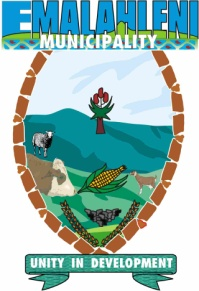 EMALAHLENI
MUNICIPALITY
UNITY IN DEVELOPMENT